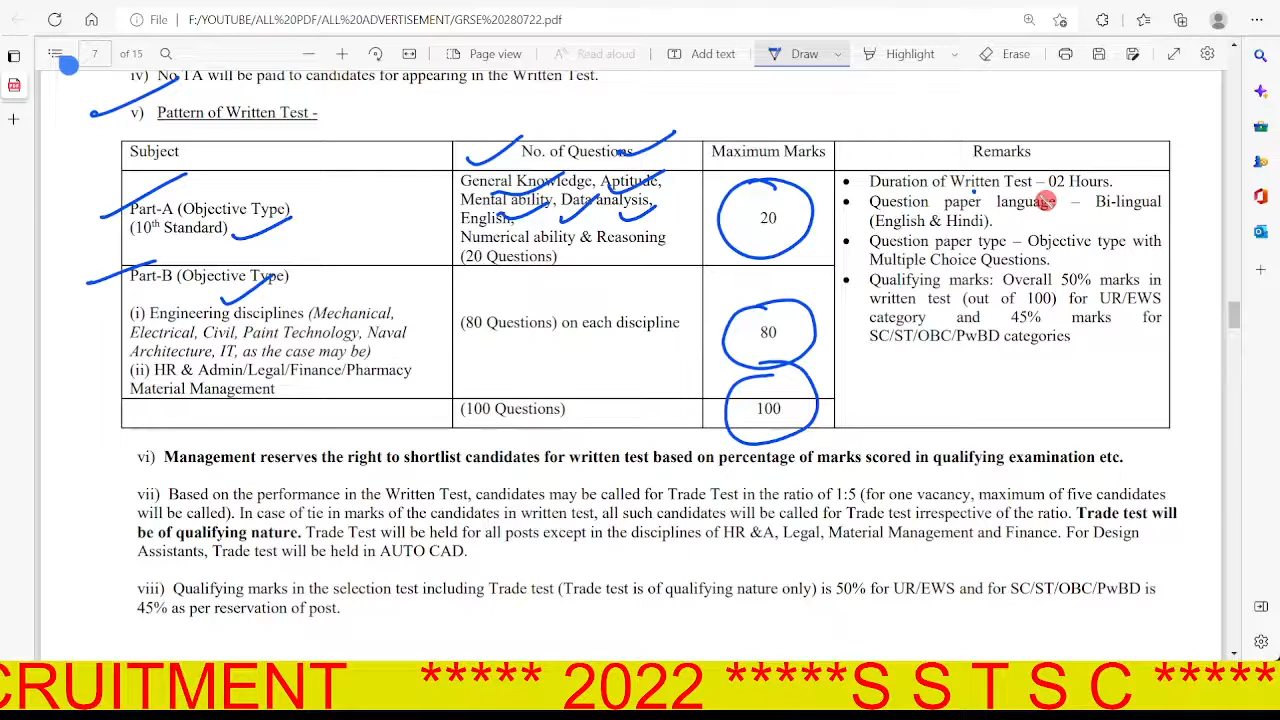 File F:/YOUTUBE/ALL%20PDF/ALL%20ADVERTISEMENT/GRSE%20280722.pdf
7 of 15 Page view Read aloud Add text Draw Highlight Erase
iv) No TA will be paid to candidates for appearing in the Written Test.
v) Pattern of Written Test -
Subject
No. of Questions
Maximum Marks
Remarks
Part-A (Objective Type)
(10th Standard)
General Knowledge, Aptitude,
Mental ability, Data analysis,
English,
Numerical ability & Reasoning
(20 Questions)
20
• Duration of Written Test – 02 Hours.
• Question paper language – Bi-lingual
(English & Hindi).
• Question paper type – Objective type with
Multiple Choice Questions.
• Qualifying marks: Overall 50% marks in
written test (out of 100) for UR/EWS
category and 45% marks for
SC/ST/OBC/PwBD categories
Part-B (Objective Type)
(i) Engineering disciplines (Mechanical,
Electrical, Civil, Paint Technology, Naval
Architecture, IT, as the case may be)
(ii) HR & Admin/Legal/Finance/Pharmacy
Material Management
(80 Questions) on each discipline
80
(100 Questions)
100
vi) Management reserves the right to shortlist candidates for written test based on percentage of marks scored in qualifying examination etc.
vii) Based on the performance in the Written Test, candidates may be called for Trade Test in the ratio of 1:5 (for one vacancy, maximum of five candidates
will be called). In case of tie in marks of the candidates in written test, all such candidates will be called for Trade test irrespective of the ratio. Trade test will
be of qualifying nature. Trade Test will be held for all posts except in the disciplines of HR &A, Legal, Material Management and Finance. For Design
Assistants, Trade test will be held in AUTO CAD.
viii) Qualifying marks in the selection test including Trade test (Trade test is of qualifying nature only) is 50% for UR/EWS and for SC/ST/OBC/PwBD is
45% as per reservation of post.
CRUITMENT ***** 2022 *****S S T S C *****